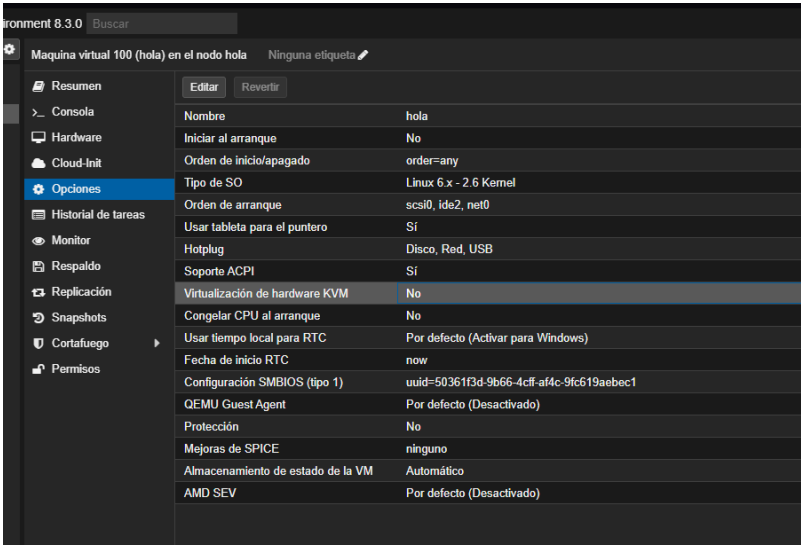 ironment 8.3.0 Buscar
Maquina virtual 100 (hola) en el nodo hola Ninguna etiqueta
Resumen
Consola
Hardware
Cloud-Init
Opciones
Historial de tareas
Monitor
Respaldo
Replicación
Snapshots
Cortafuego
Permisos
Editar Revertir
Nombre hola
Iniciar al arranque No
Orden de inicio/apagado order=any
Tipo de SO Linux 6.x - 2.6 Kernel
Orden de arranque scsi0, ide2, net0
Usar tableta para el puntero Sí
Hotplug Disco, Red, USB
Soporte ACPI Sí
Virtualización de hardware KVM No
Congelar CPU al arranque No
Usar tiempo local para RTC Por defecto (Activar para Windows)
Fecha de inicio RTC now
Configuración SMBIOS (tipo 1) uuid=50361f3d-9b66-4cff-af4c-9fc619aebec1
QEMU Guest Agent Por defecto (Desactivado)
Protección No
Mejoras de SPICE ninguno
Almacenamiento de estado de la VM Automático
AMD SEV Por defecto (Desactivado)